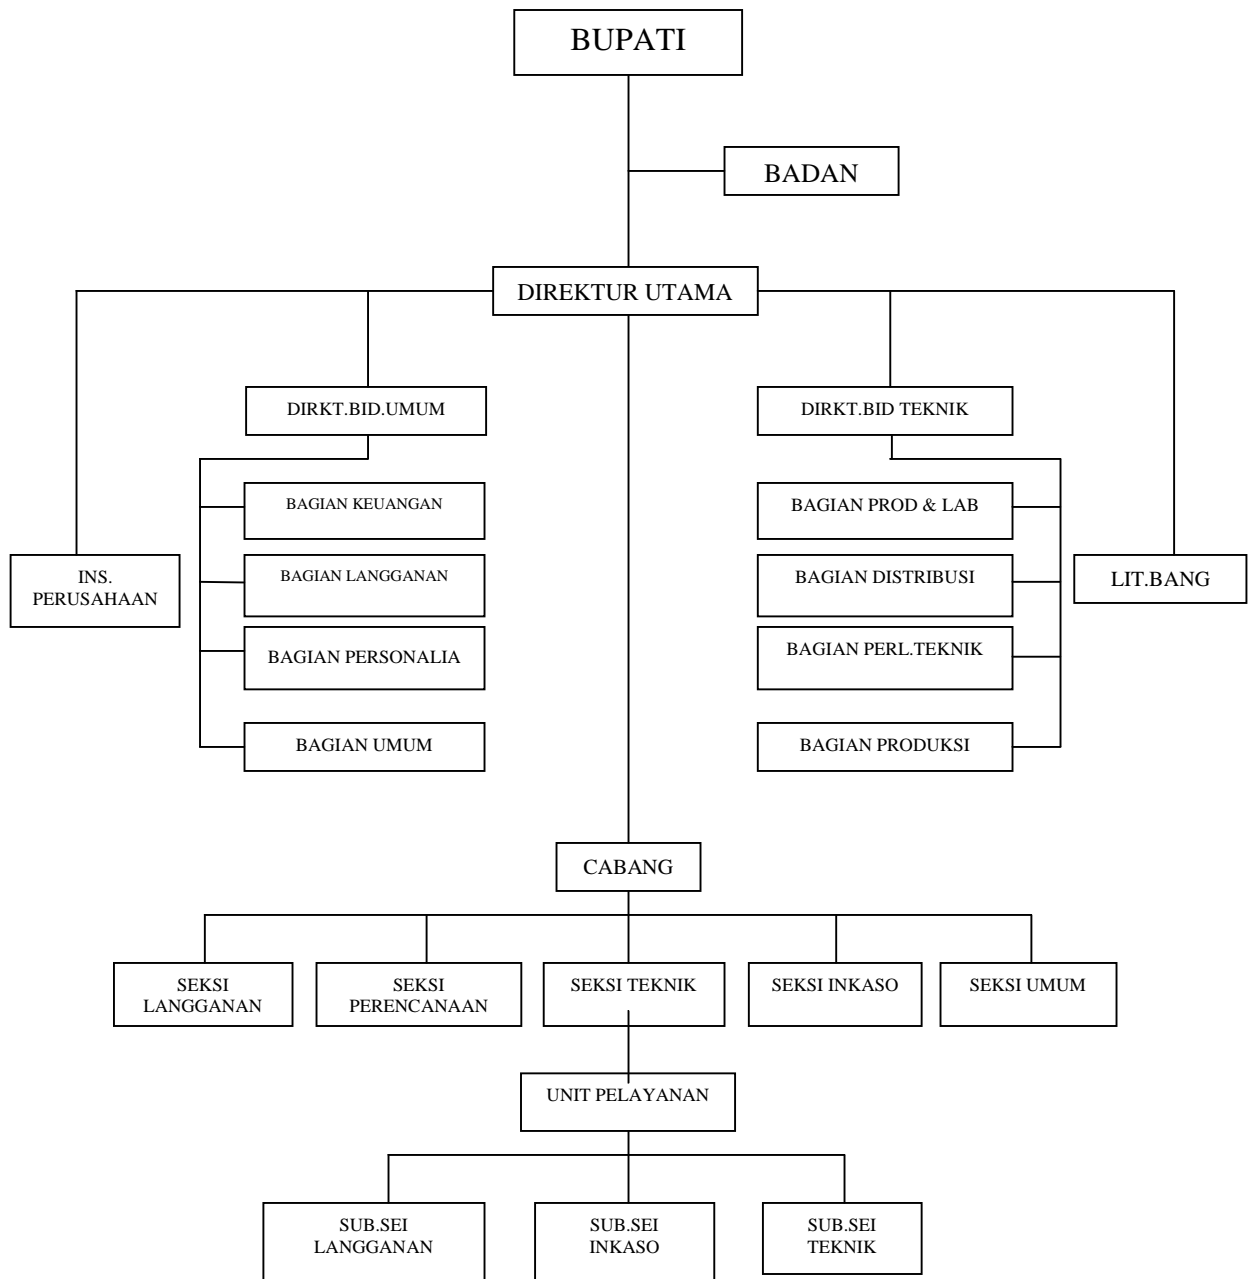 BUPATI
BADAN
DIREKTUR UTAMA
DIRKT.BID.UMUM
DIRKT.BID TEKNIK
BAGIAN KEUANGAN
BAGIAN PROD & LAB
INS.
PERUSAHAAN
BAGIAN LANGGANAN
BAGIAN DISTRIBUSI
LIT.BANG
BAGIAN PERSONALIA
BAGIAN PERL.TEKNIK
BAGIAN UMUM
BAGIAN PRODUKSI
CABANG
SEKSI
LANGGANAN
SEKSI
PERENCANAAN
SEKSI TEKNIK
SEKSI INKASO
SEKSI UMUM
UNIT PELAYANAN
SUB.SEI
LANGGANAN
SUB.SEI
INKASO
SUB.SEI
TEKNIK